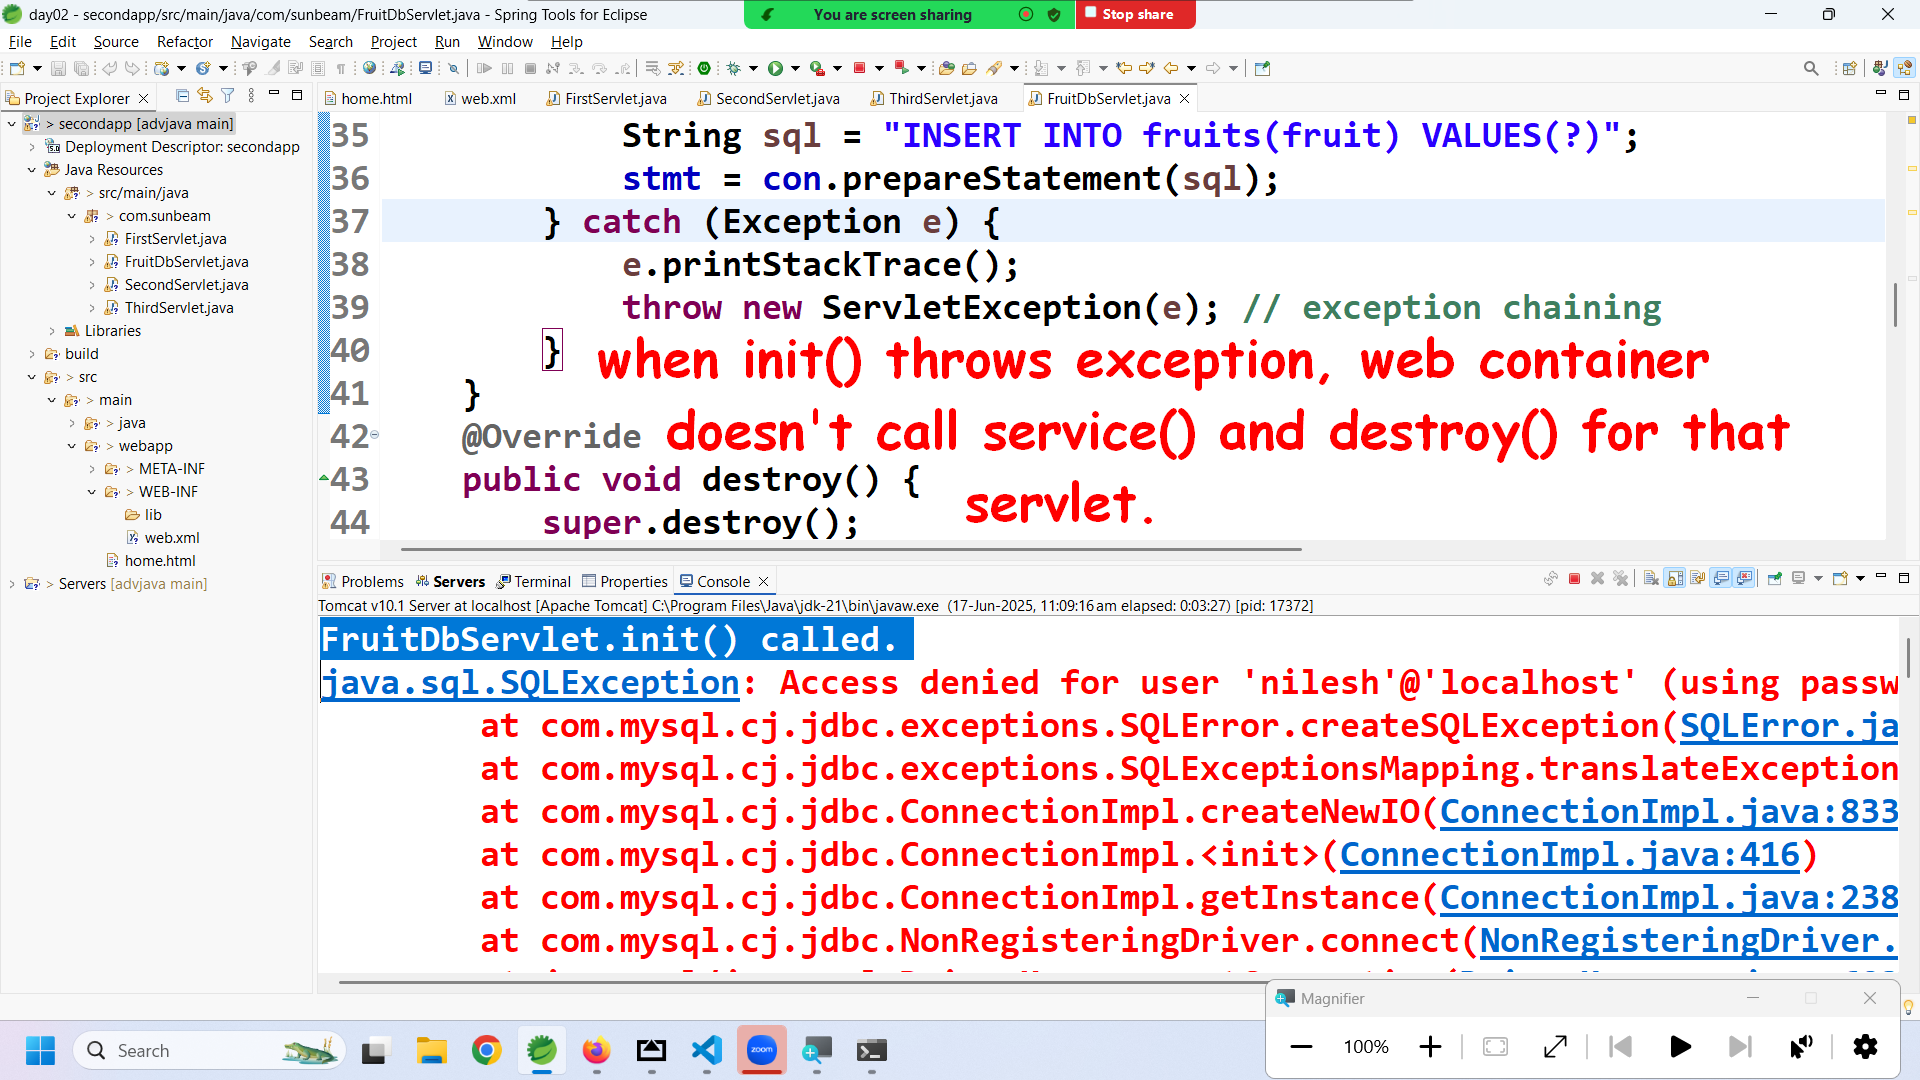 day02 - secondapp/src/main/java/com/sunbeam/FruitDbServlet.java - Spring Tools for Eclipse
You are screen sharing
Stop share
File Edit Source Refactor Navigate Search Project Run Window Help
Project Explorer
> secondapp [advjava main]
Deployment Descriptor: secondapp
Java Resources
> src/main/java
> com.sunbeam
FirstServlet.java
FruitDbServlet.java
SecondServlet.java
ThirdServlet.java
Libraries
build
> src
> main
> java
> webapp
> META-INF
> WEB-INF
lib
web.xml
home.html
> Servers [advjava main]
home.html web.xml FirstServlet.java SecondServlet.java ThirdServlet.java FruitDbServlet.java
35 String sql = "INSERT INTO fruits(fruit) VALUES(?)";
36 stmt = con.prepareStatement(sql);
37 } catch (Exception e) {
38 e.printStackTrace();
39 throw new ServletException(e); // exception chaining
40 }
41 }
42 @Override
43 public void destroy() {
44 super.destroy();
when init() throws exception, web container
doesn't call service() and destroy() for that
servlet.
Problems Servers Terminal Properties Console
Tomcat v10.1 Server at localhost [Apache Tomcat] C:\Program Files\Java\jdk-21\bin\javaw.exe (17-Jun-2025, 11:09:16 am elapsed: 0:03:27) [pid: 17372]
FruitDbServlet.init() called.
java.sql.SQLException: Access denied for user 'nilesh'@'localhost' (using passw
at com.mysql.cj.jdbc.exceptions.SQLError.createSQLException(SQLError.ja
at com.mysql.cj.jdbc.exceptions.SQLExceptionsMapping.translateException
at com.mysql.cj.jdbc.ConnectionImpl.createNewIO(ConnectionImpl.java:833
at com.mysql.cj.jdbc.ConnectionImpl.<init>(ConnectionImpl.java:416)
at com.mysql.cj.jdbc.ConnectionImpl.getInstance(ConnectionImpl.java:238
at com.mysql.cj.jdbc.NonRegisteringDriver.connect(NonRegisteringDriver.
Magnifier
100%
Search
zoom